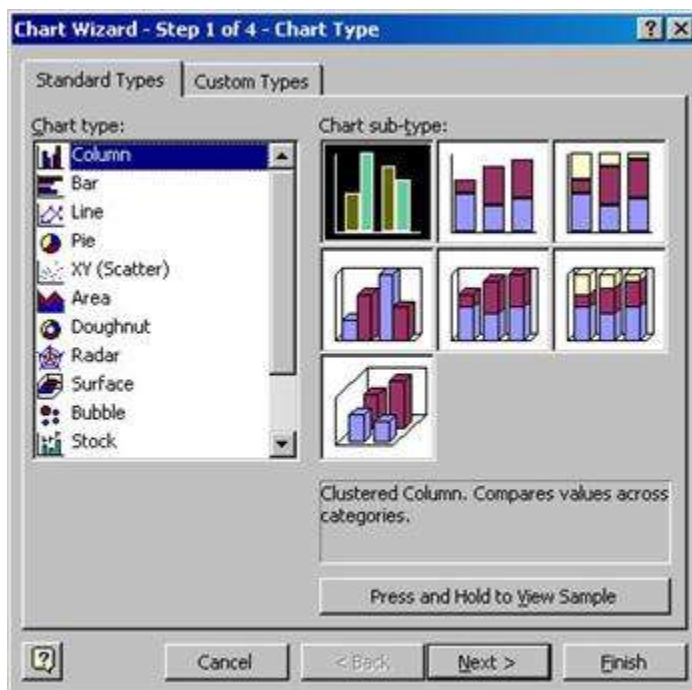 Chart Wizard - Step 1 of 4 - Chart Type
Standard Types
Custom Types
Chart type:
Column
Bar
Line
Pie
XY (Scatter)
Area
Doughnut
Radar
Surface
Bubble
Stock
Chart sub-type:
Clustered Column. Compares values across
categories.
Press and Hold to View Sample
Cancel
< Back
Next >
Finish